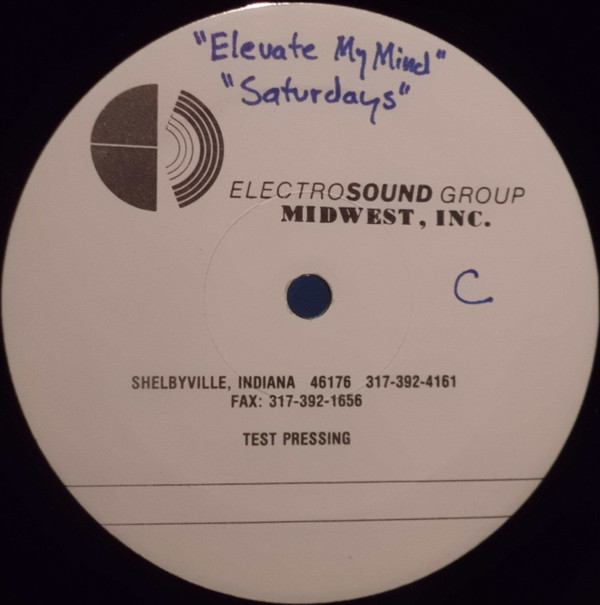 "Elevate My Mind"
"Saturdays"
ELECTROSOUND GROUP
MIDWEST, INC.
C
SHELBYVILLE, INDIANA 46176 317-392-4161
FAX: 317-392-1656
TEST PRESSING